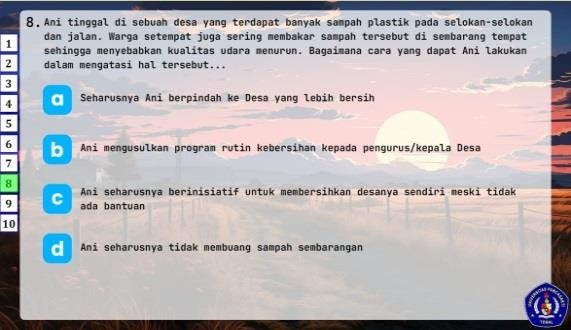 8. Ani tinggal di sebuah desa yang terdapat banyak sampah plastik pada selokan-selokan
dan jalan. Warga setempat juga sering membakar sampah tersebut di sembarang tempat
sehingga menyebabkan kualitas udara menurun. Bagaimana cara yang dapat Ani lakukan
dalam mengatasi hal tersebut...
1
2
3
4
5
6
7
8
9
10
a Seharusnya Ani berpindah ke Desa yang lebih bersih
b Ani mengusulkan program rutin kebersihan kepada pengurus/kepala Desa
c Ani seharusnya berinisiatif untuk membersihkan desanya sendiri meski tidak
ada bantuan
d Ani seharusnya tidak membuang sampah sembarangan
UNIVERSITAS PANCASAKTI
TEGAL